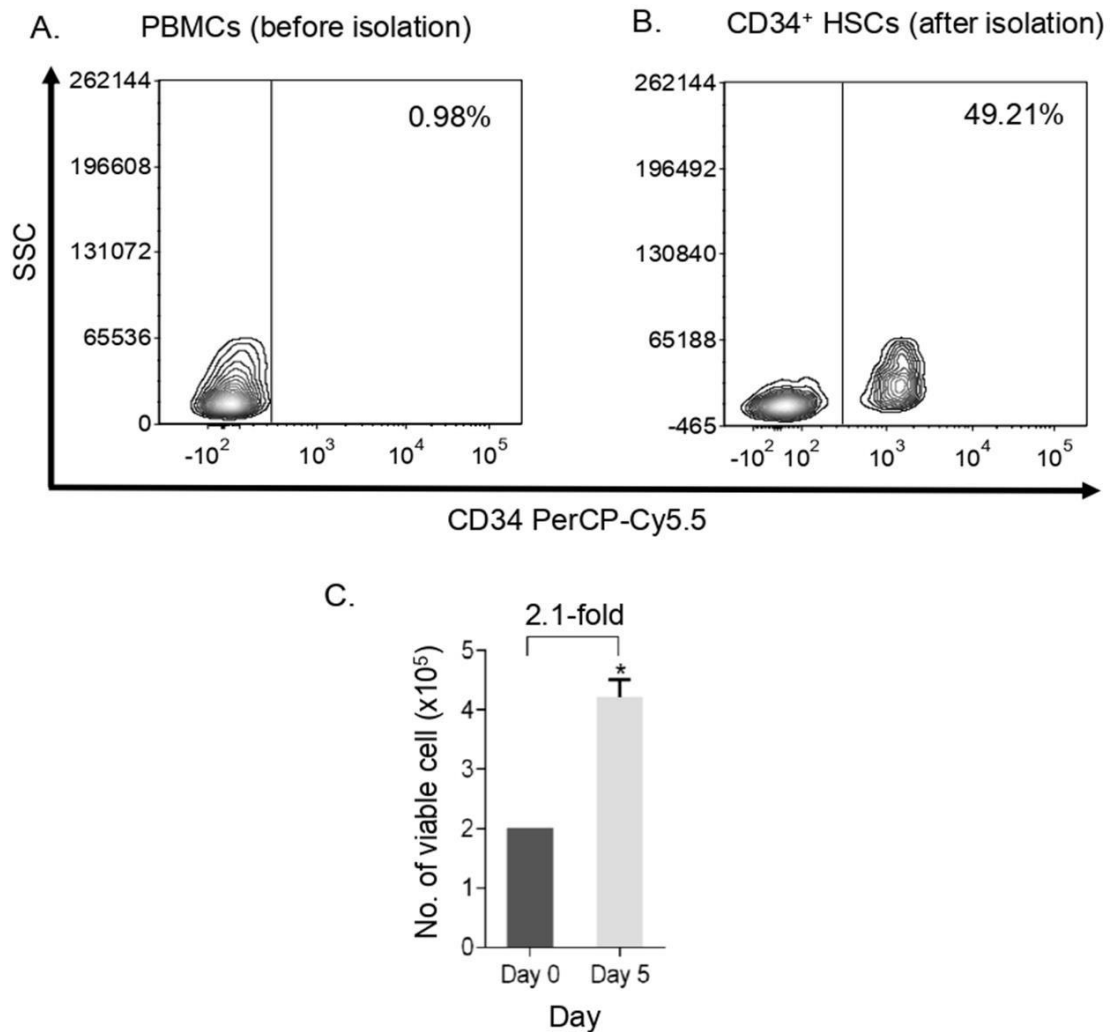 A.
PBMCs (before isolation)
B.
CD34⁺ HSCs (after isolation)
SSC
262144
196608
131072
65536
0
0.98%
-10²
10³
10⁴
10⁵
262144
196492
130840
65188
-465
49.21%
-10² 10²
10³
10⁴
10⁵
CD34 PerCP-Cy5.5
C.
2.1-fold
*
No. of viable cell (x10⁵)
5
4
3
2
1
0
Day 0
Day 5
Day